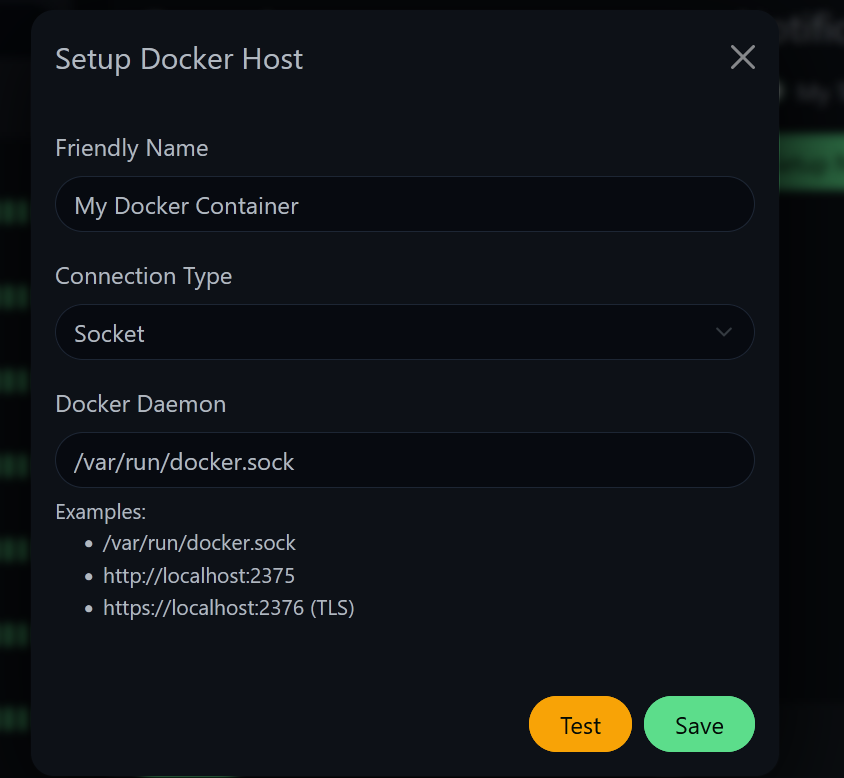 Setup Docker Host
Friendly Name
My Docker Container
Connection Type
Socket
Docker Daemon
/var/run/docker.sock
Examples:
/var/run/docker.sock
http://localhost:2375
https://localhost:2376 (TLS)
Test
Save